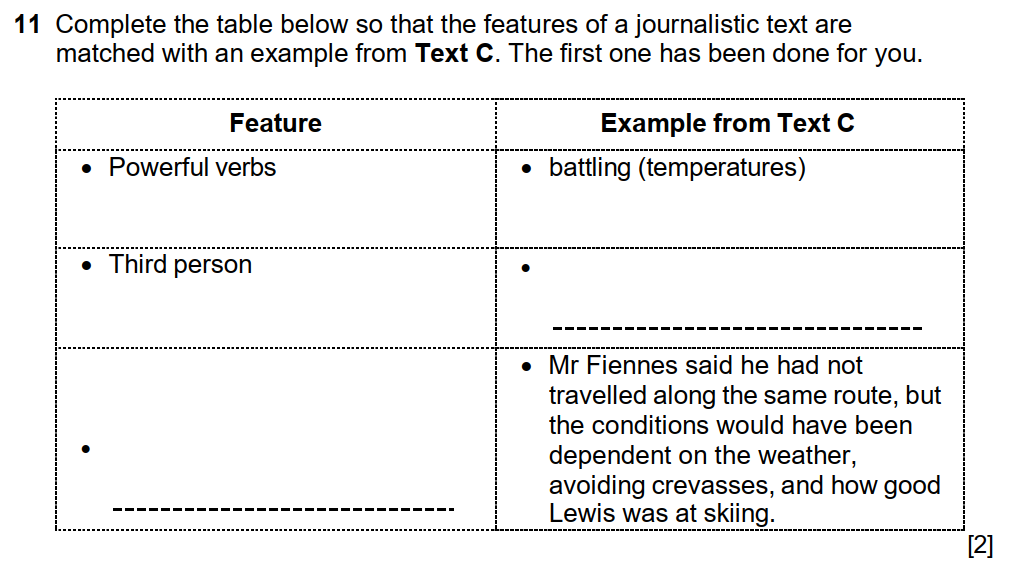 11 Complete the table below so that the features of a journalistic text are
matched with an example from Text C. The first one has been done for you.
Feature
Example from Text C
• Powerful verbs
• battling (temperatures)
• Third person
•
•
• Mr Fiennes said he had not
travelled along the same route, but
the conditions would have been
dependent on the weather,
avoiding crevasses, and how good
Lewis was at skiing.
[2]